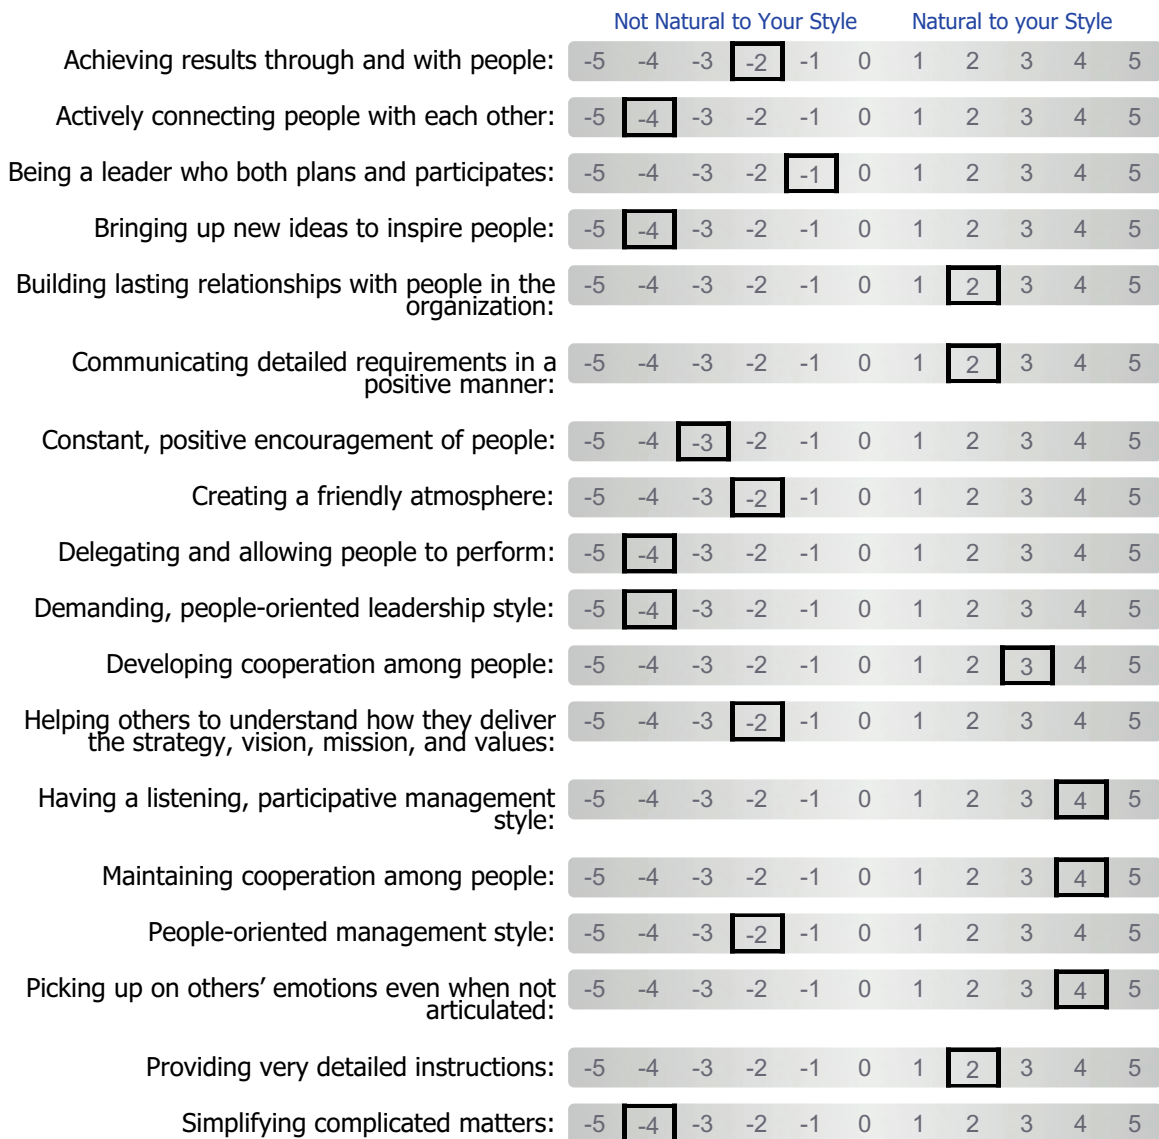 Not Natural to Your Style Natural to your Style
Achieving results through and with people: -5 -4 -3 -2 -1 0 1 2 3 4 5
Actively connecting people with each other: -5 -4 -3 -2 -1 0 1 2 3 4 5
Being a leader who both plans and participates: -5 -4 -3 -2 -1 0 1 2 3 4 5
Bringing up new ideas to inspire people: -5 -4 -3 -2 -1 0 1 2 3 4 5
Building lasting relationships with people in the
organization:
-5 -4 -3 -2 -1 0 1 2 3 4 5
Communicating detailed requirements in a
positive manner:
-5 -4 -3 -2 -1 0 1 2 3 4 5
Constant, positive encouragement of people: -5 -4 -3 -2 -1 0 1 2 3 4 5
Creating a friendly atmosphere: -5 -4 -3 -2 -1 0 1 2 3 4 5
Delegating and allowing people to perform: -5 -4 -3 -2 -1 0 1 2 3 4 5
Demanding, people-oriented leadership style: -5 -4 -3 -2 -1 0 1 2 3 4 5
Developing cooperation among people: -5 -4 -3 -2 -1 0 1 2 3 4 5
Helping others to understand how they deliver
the strategy, vision, mission, and values:
-5 -4 -3 -2 -1 0 1 2 3 4 5
Having a listening, participative management
style:
-5 -4 -3 -2 -1 0 1 2 3 4 5
Maintaining cooperation among people: -5 -4 -3 -2 -1 0 1 2 3 4 5
People-oriented management style: -5 -4 -3 -2 -1 0 1 2 3 4 5
Picking up on others’ emotions even when not
articulated:
-5 -4 -3 -2 -1 0 1 2 3 4 5
Providing very detailed instructions: -5 -4 -3 -2 -1 0 1 2 3 4 5
Simplifying complicated matters: -5 -4 -3 -2 -1 0 1 2 3 4 5